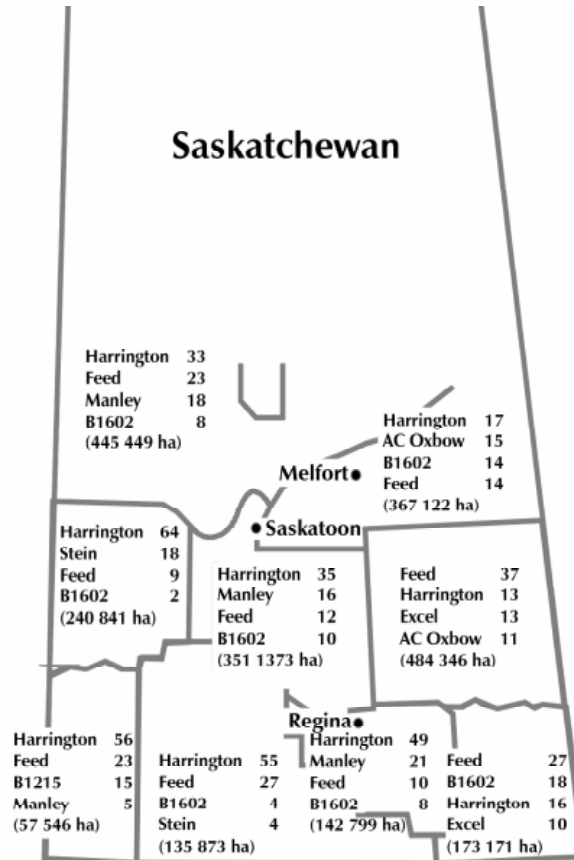 Saskatchewan
Harrington 33
Feed 23
Manley 18
B1602 8
(445 449 ha)
Harrington 17
AC Oxbow 15
B1602 14
Feed 14
(367 122 ha)
Melfort
Saskatoon
Harrington 64
Stein 18
Feed 9
B1602 2
(240 841 ha)
Harrington 35
Manley 16
Feed 12
B1602 10
(351 1373 ha)
Feed 37
Harrington 13
Excel 13
AC Oxbow 11
(484 346 ha)
Regina
Harrington 56
Feed 23
B1215 15
Manley 5
(57 546 ha)
Harrington 55
Feed 27
B1602 4
Stein 4
(135 873 ha)
Harrington 49
Manley 21
Feed 10
B1602 8
(142 799 ha)
Feed 27
B1602 18
Harrington 16
Excel 10
(173 171 ha)